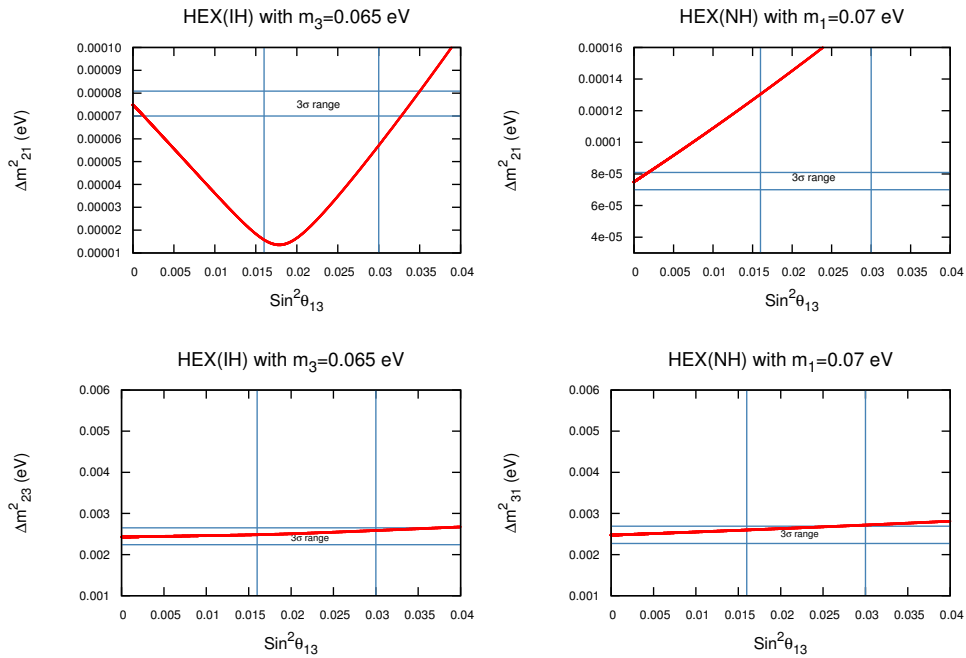 HEX(IH) with m₃=0.065 eV
Δm²₂₁ (eV)
0.00010
0.00009
0.00008
0.00007
0.00006
0.00005
0.00004
0.00003
0.00002
0.00001
3σ range
0 0.005 0.01 0.015 0.02 0.025 0.03 0.035 0.04
Sin²θ₁₃
HEX(NH) with m₁=0.07 eV
Δm²₂₁ (eV)
0.00016
0.00014
0.00012
0.0001
8e-05
6e-05
4e-05
3σ range
0 0.005 0.01 0.015 0.02 0.025 0.03 0.035 0.04
Sin²θ₁₃
HEX(IH) with m₃=0.065 eV
Δm²₂₃ (eV)
0.006
0.005
0.004
0.003
0.002
0.001
3σ range
0 0.005 0.01 0.015 0.02 0.025 0.03 0.035 0.04
Sin²θ₁₃
HEX(NH) with m₁=0.07 eV
Δm²₃₁ (eV)
0.006
0.005
0.004
0.003
0.002
0.001
3σ range
0 0.005 0.01 0.015 0.02 0.025 0.03 0.035 0.04
Sin²θ₁₃